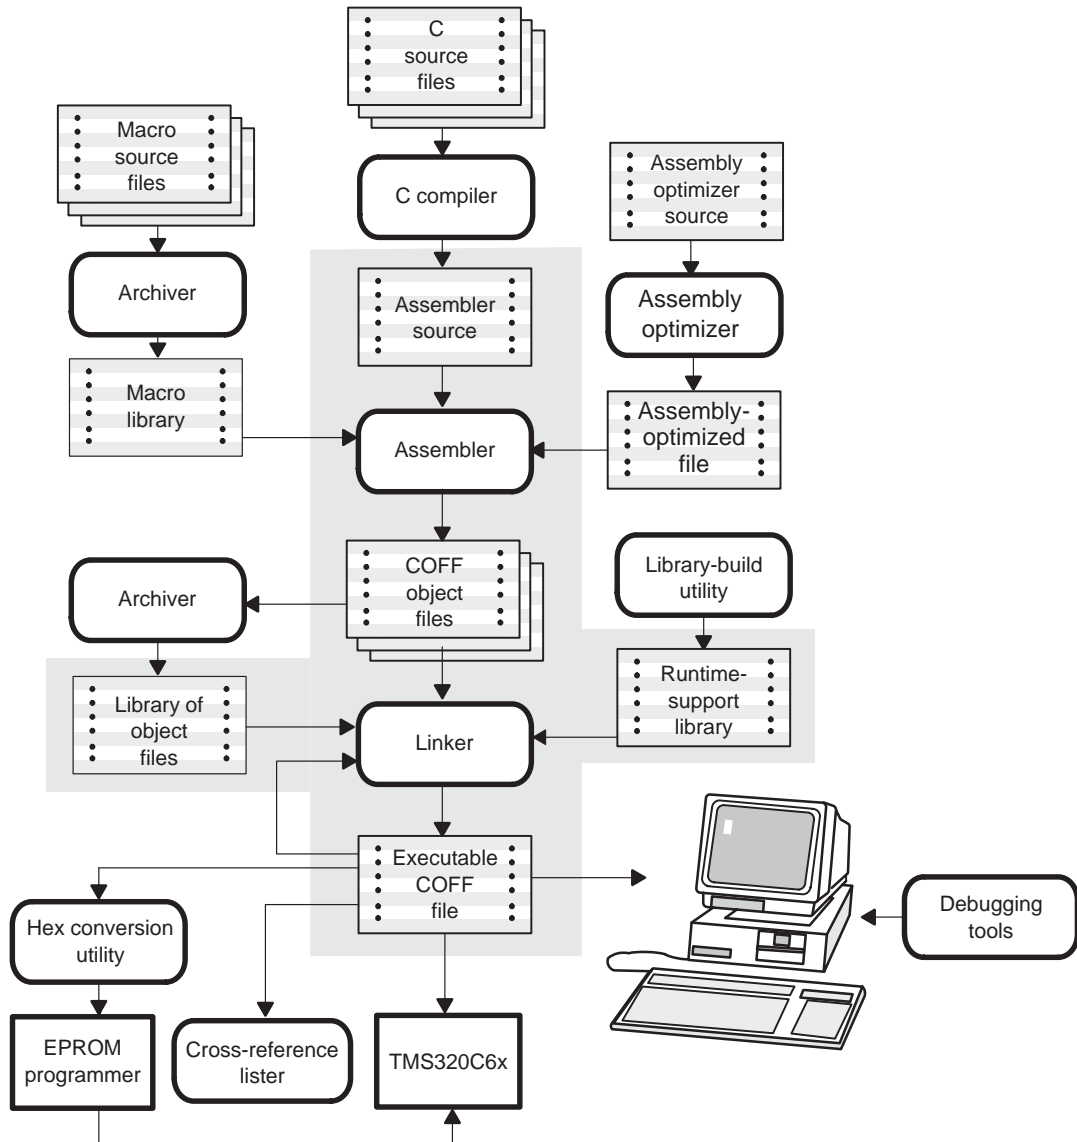 C
source
files
Macro
source
files
C compiler
Assembly
optimizer
source
Archiver
Assembler
source
Assembly
optimizer
Macro
library
Assembler
Assembly-
optimized
file
Archiver
COFF
object
files
Library-build
utility
Library of
object
files
Linker
Runtime-
support
library
Executable
COFF
file
Debugging
tools
Hex conversion
utility
EPROM
programmer
Cross-reference
lister
TMS320C6x